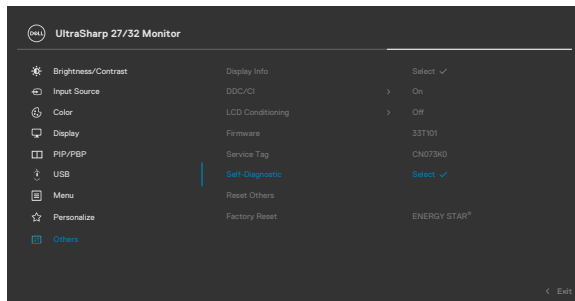 DELL UltraSharp 27/32 Monitor
Brightness/Contrast Display Info Select ✓
Input Source DDC/CI > On
Color LCD Conditioning > Off
Display Firmware 33T101
PIP/PBP Service Tag CN073K0
USB Self-Diagnostic Select ✓
Menu Reset Others
Personalize Factory Reset ENERGY STAR®
Others
< Exit